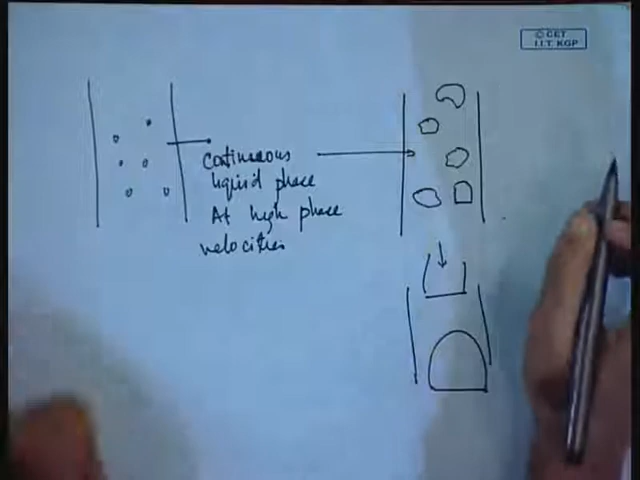 © CET
I.I.T. KGP
Continuous
liquid phase
At high phase
velocities